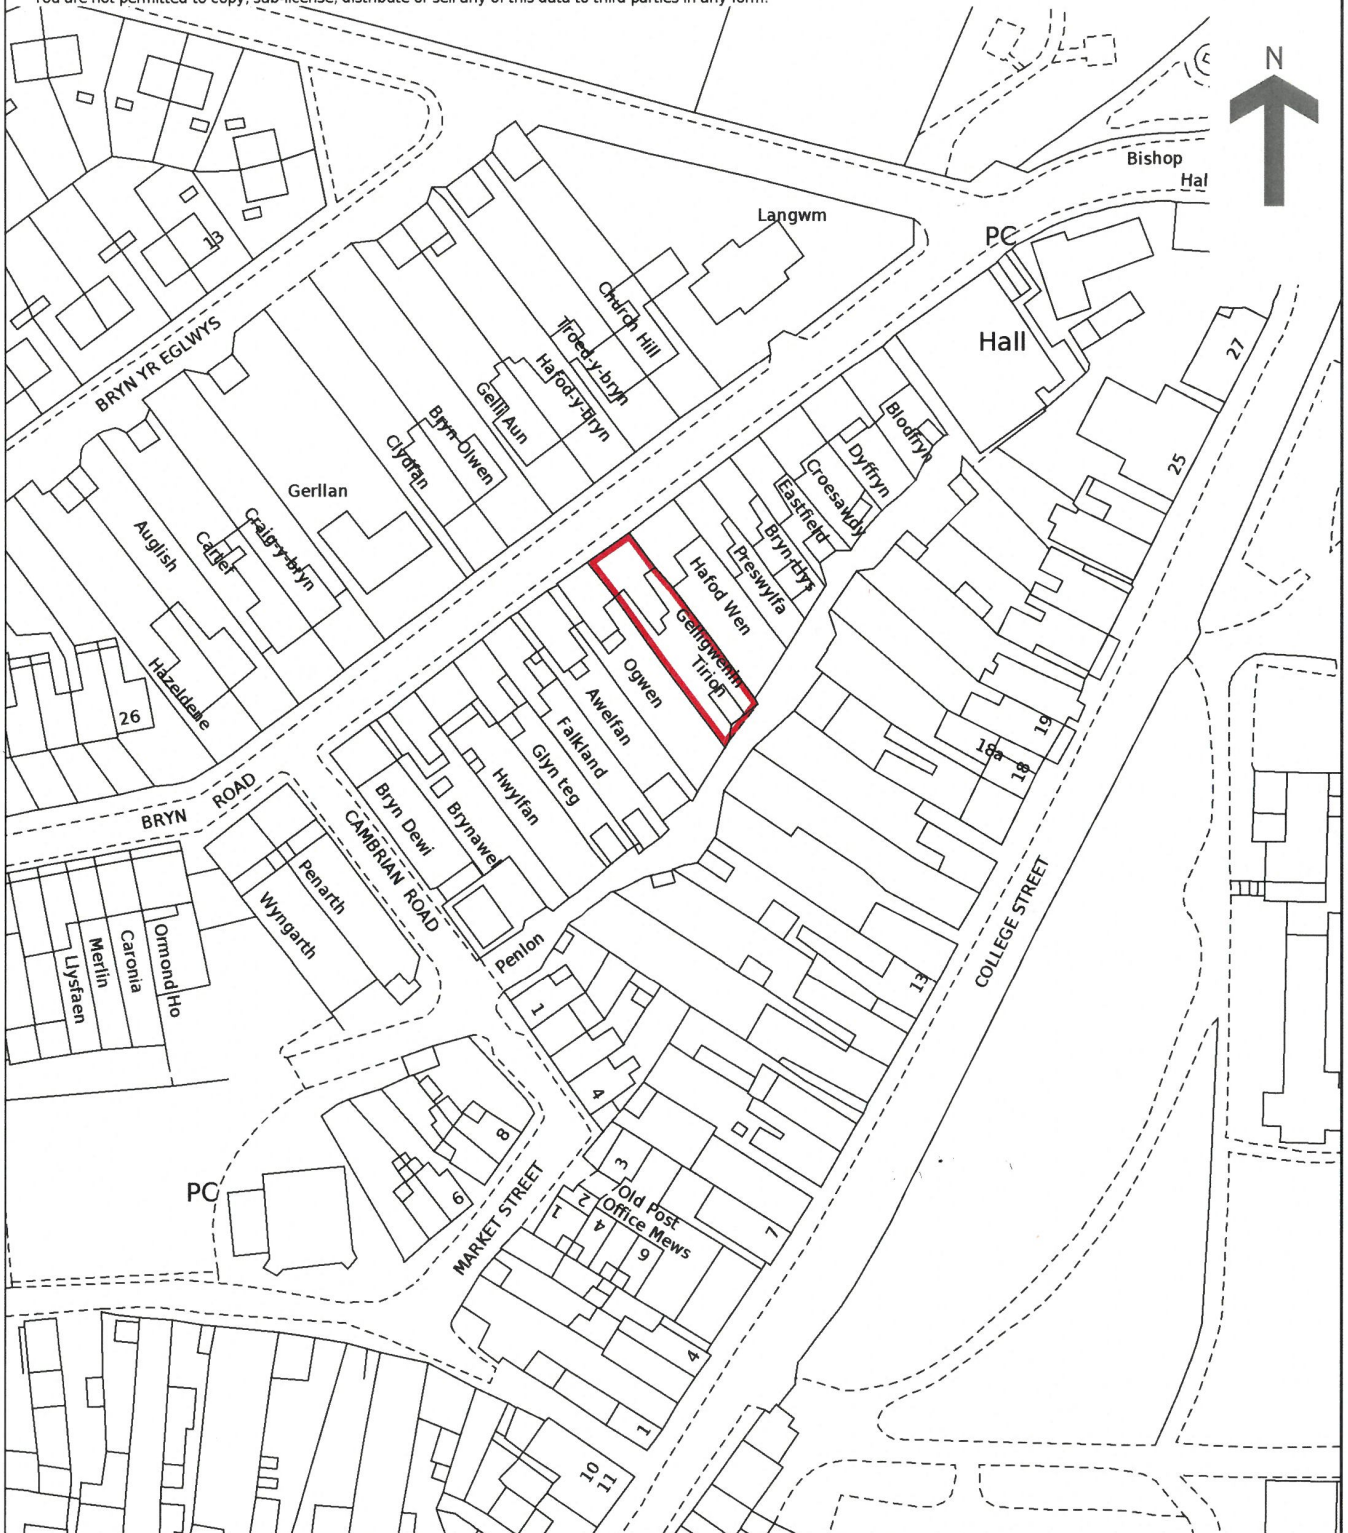 You are not permitted to copy, sub-license, distribute or sell any of this data to third parties in any form.
N
Bishop
Hal
Langwm
PC
13
Church Hill
Troed-y-bryn
Hafod-y-bryn
Hall
27
BRYN YR EGLWYS
Gelli Aun
Bryn Olwen
Clydfan
Blodfryn
Dyffryn
Croesawdy
Eastfield
25
Gerllan
Auglish
Cartef
Craig-y-bryn
Bryn-llys
Preswylfa
Hafod Wen
Gelligwenin
Tirion
Ogwen
Hazeldene
26
Awelfan
Falkland
Glyn teg
Hwylfan
19
18a
18
BRYN
ROAD
Bryn Dewi
Brynawel
CAMBRIAN ROAD
Penarth
Wyngarth
COLLEGE STREET
Ormond Ho
Caronia
Merlin
Llysfaen
Penlon
13
1
4
8
6
PC
MARKET STREET
3
2
1
4
Old Post
Office Mews
6
7
4
1
10
11